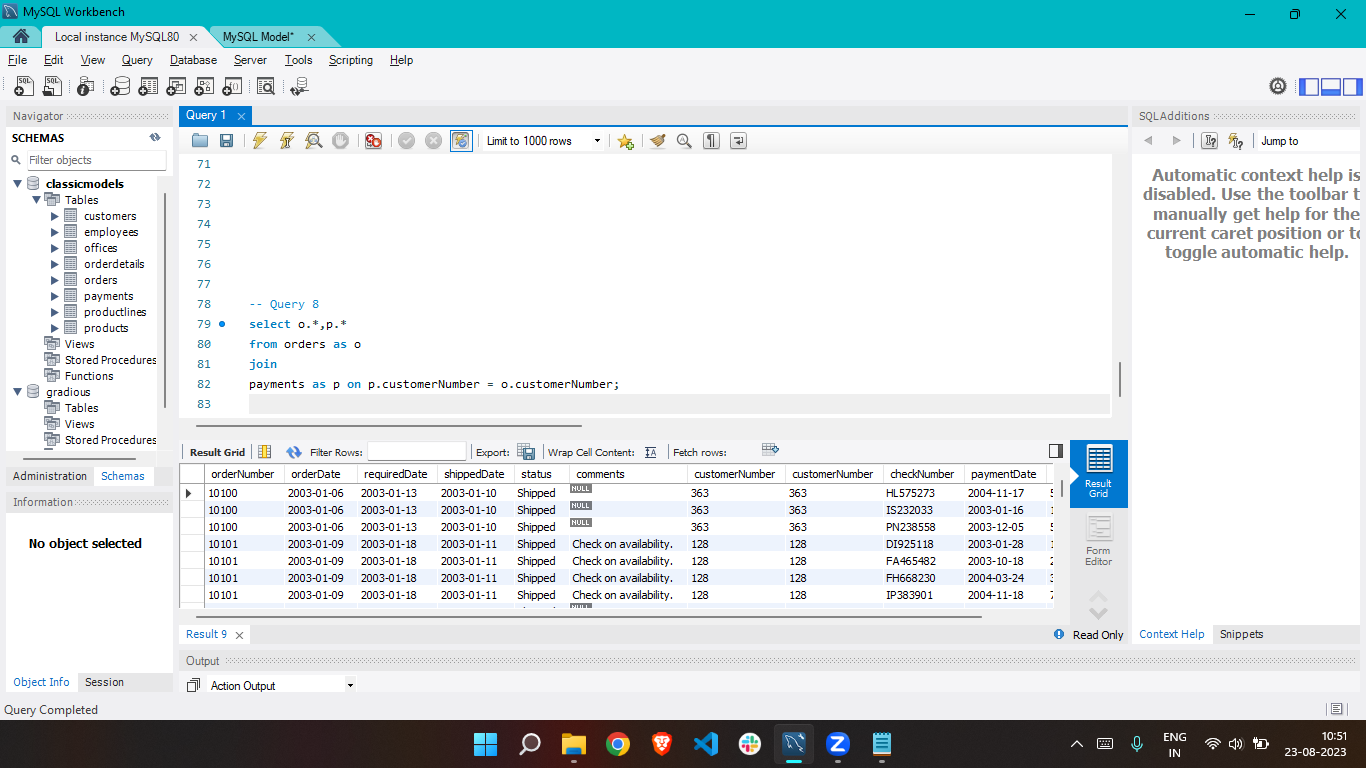 MySQL Workbench
Local instance MySQL80
MySQL Model*
File Edit View Query Database Server Tools Scripting Help
Navigator
SCHEMAS
Filter objects
classicmodels
Tables
customers
employees
offices
orderdetails
orders
payments
productlines
products
Views
Stored Procedures
Functions
gradious
Tables
Views
Stored Procedures
Administration Schemas
Information
No object selected
Object Info Session
Query 1
Limit to 1000 rows
71
72
73
74
75
76
77
78 -- Query 8
79 select o.*,p.*
80 from orders as o
81 join
82 payments as p on p.customerNumber = o.customerNumber;
83
Result Grid Filter Rows: Export: Wrap Cell Content: Fetch rows:
orderNumber orderDate requiredDate shippedDate status comments customerNumber customerNumber checkNumber paymentDate
10100 2003-01-06 2003-01-13 2003-01-10 Shipped NULL 363 363 HL575273 2004-11-17
10100 2003-01-06 2003-01-13 2003-01-10 Shipped NULL 363 363 IS232033 2003-01-16
10100 2003-01-06 2003-01-13 2003-01-10 Shipped NULL 363 363 PN238558 2003-12-05
10101 2003-01-09 2003-01-18 2003-01-11 Shipped Check on availability. 128 128 DI925118 2003-01-28
10101 2003-01-09 2003-01-18 2003-01-11 Shipped Check on availability. 128 128 FA465482 2003-10-18
10101 2003-01-09 2003-01-18 2003-01-11 Shipped Check on availability. 128 128 FH668230 2004-03-24
10101 2003-01-09 2003-01-18 2003-01-11 Shipped Check on availability. 128 128 IP383901 2004-11-18
Result Grid
Form Editor
Result 9
Read Only
Output
Action Output
SQLAdditions
Jump to
Automatic context help is
disabled. Use the toolbar t
manually get help for the
current caret position or to
toggle automatic help.
Context Help Snippets
Query Completed
ENG
IN
10:51
23-08-2023